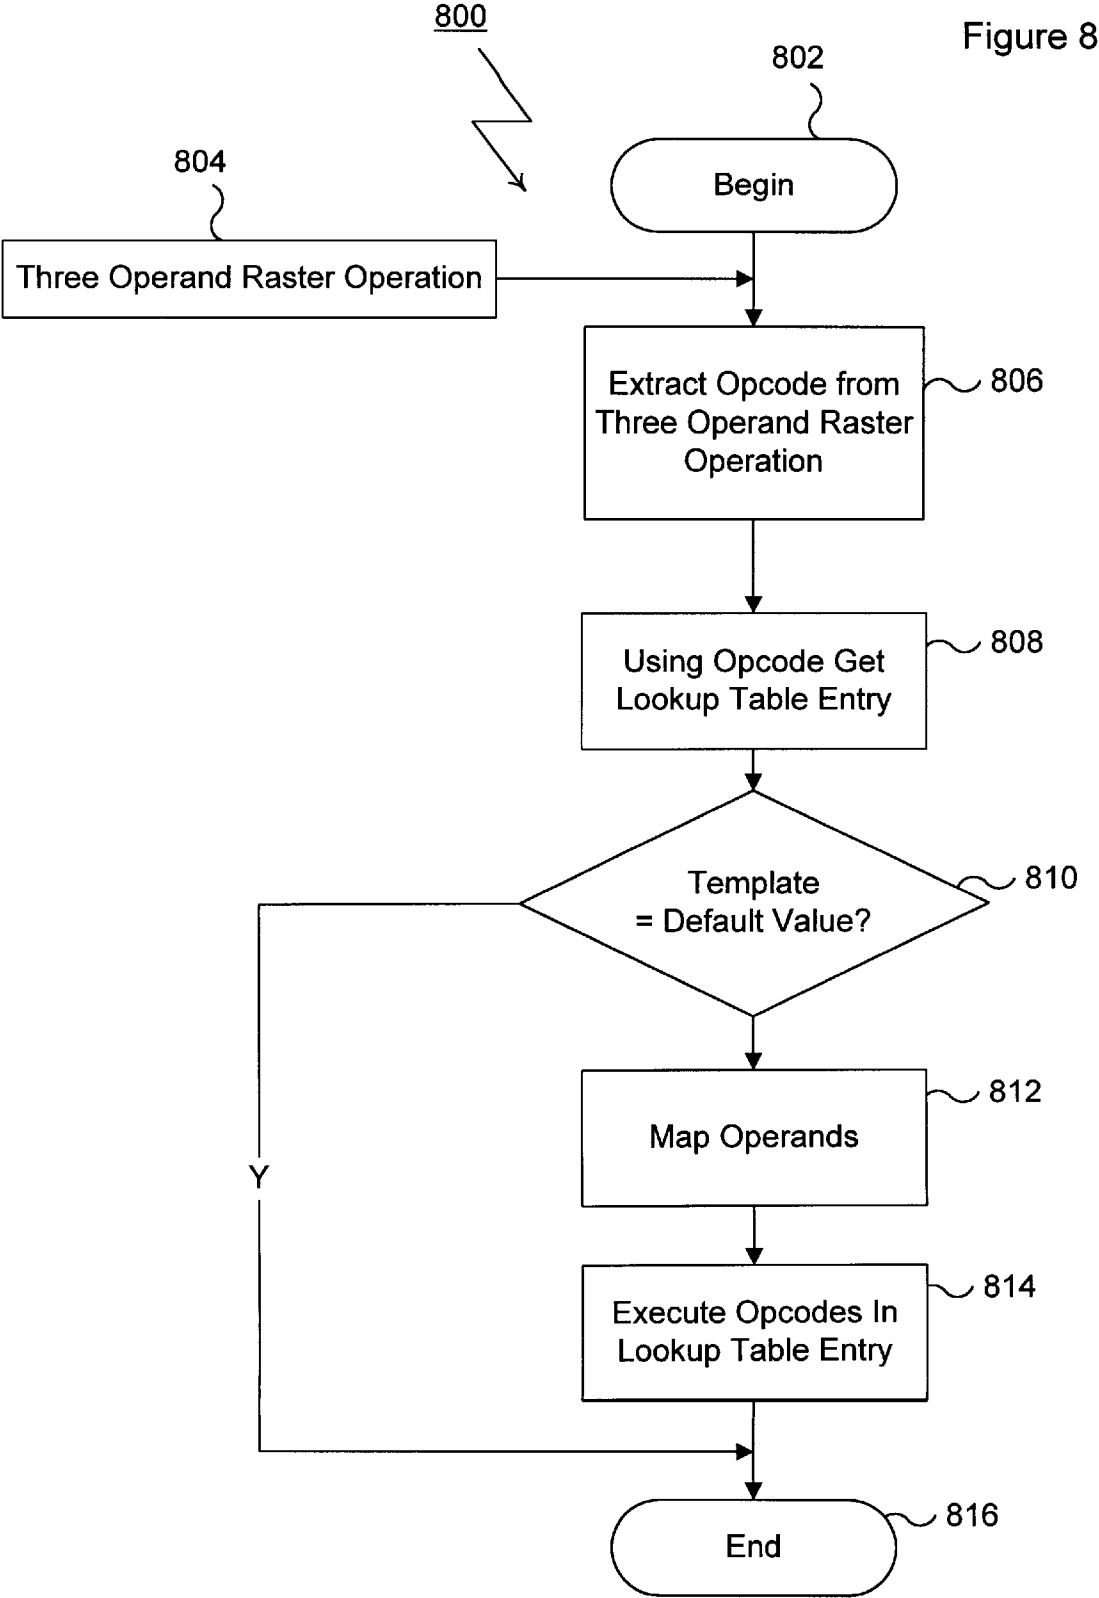 800
Figure 8
802
804
Begin
Three Operand Raster Operation
Extract Opcode from
Three Operand Raster
Operation
806
Using Opcode Get
Lookup Table Entry
808
Template
= Default Value?
810
Map Operands
812
Y
Execute Opcodes In
Lookup Table Entry
814
End
816